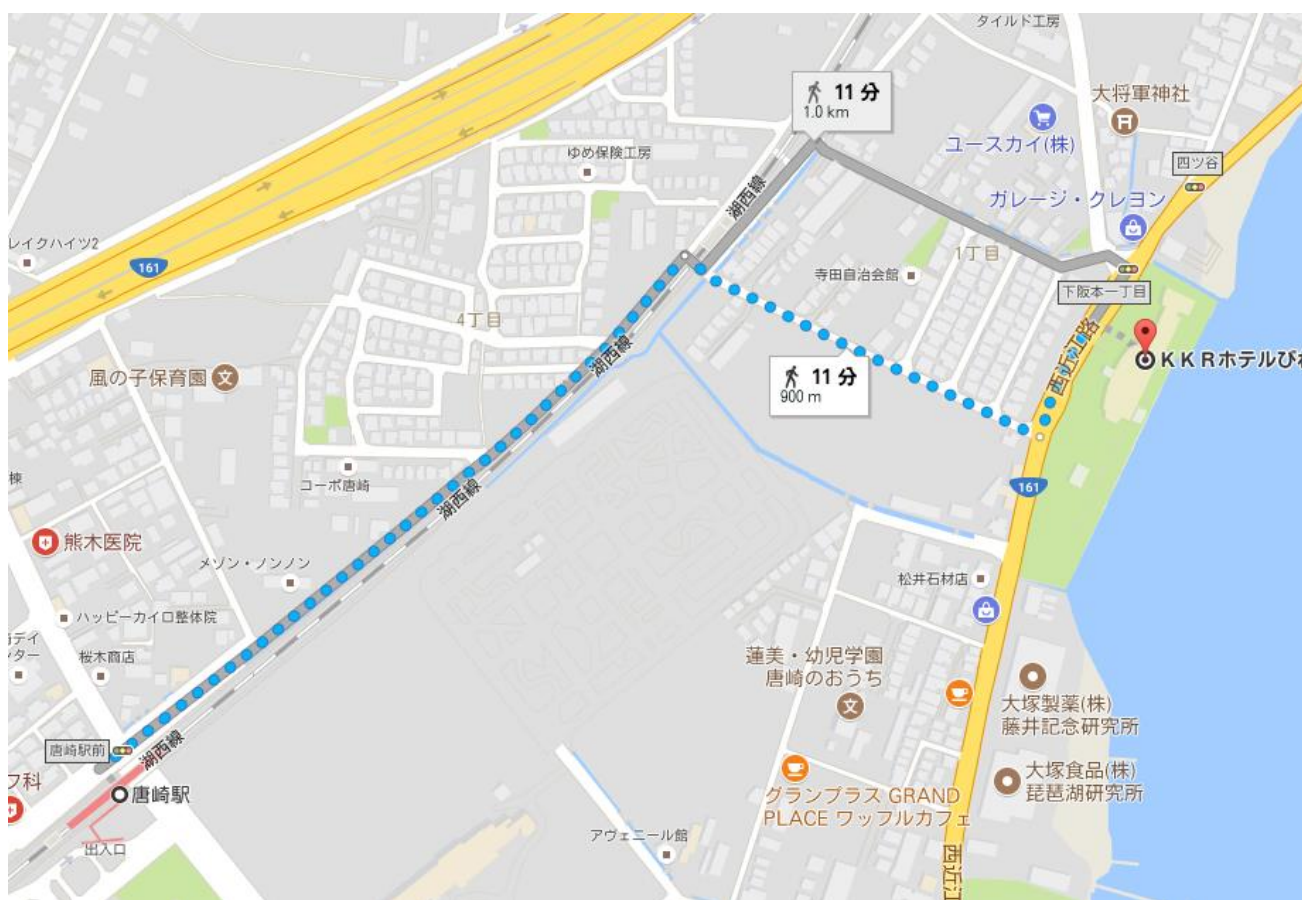 タイルド工房
11 分
1.0 km
大将軍神社
ユースカイ(株)
四ツ谷
ゆめ保険工房
湖西線
ガレージ・クレヨン
レイクハイツ2
161
1丁目
寺田自治会館
下阪本一丁目
4丁目
湖西線
西近江路
KKRホテルびわ
風の子保育園
11 分
900 m
コーポ唐崎
湖西線
161
棟
熊木医院
メゾン・ノンノン
松井石材店
ハッピーカイロ整体院
デイ
ター
桜木商店
蓮美・幼児学園
唐崎のおうち
大塚製薬(株)
藤井記念研究所
唐崎駅前
湖西線
フ科
唐崎駅
大塚食品(株)
琵琶湖研究所
グランプラス GRAND
PLACE ワッフルカフェ
アヴェニール館
出入口
西近江